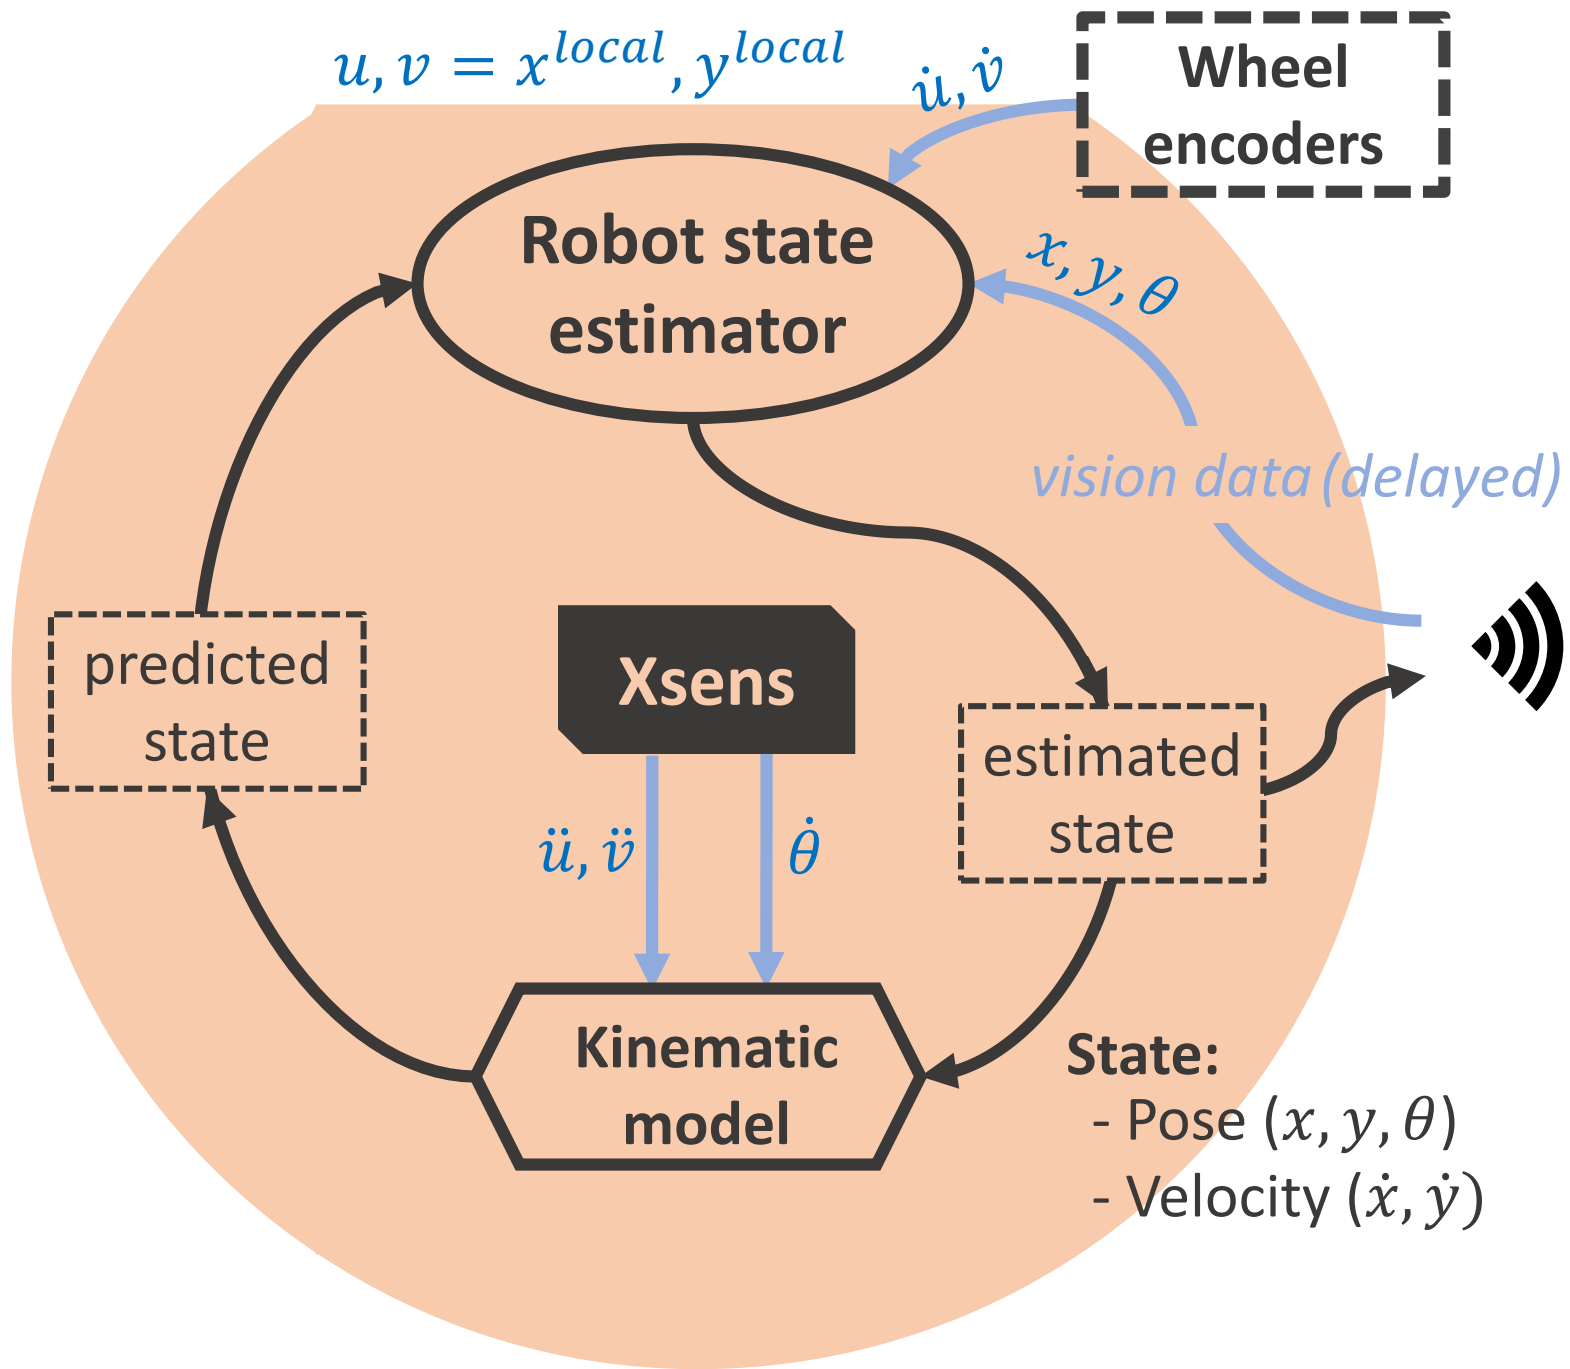 u, v = x^local, y^local
u̇, v̇
Wheel
encoders
Robot state
estimator
x, y, θ
vision data (delayed)
predicted
state
Xsens
estimated
state
ü, v̈
θ̇
Kinematic
model
State:
- Pose (x, y, θ)
- Velocity (ẋ, ẏ)